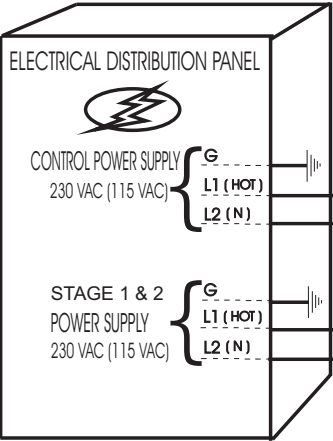 ELECTRICAL DISTRIBUTION PANEL
CONTROL POWER SUPPLY
230 VAC (115 VAC)
G
L1 (HOT)
L2 (N)
STAGE 1 & 2
POWER SUPPLY
230 VAC (115 VAC)
G
L1 (HOT)
L2 (N)